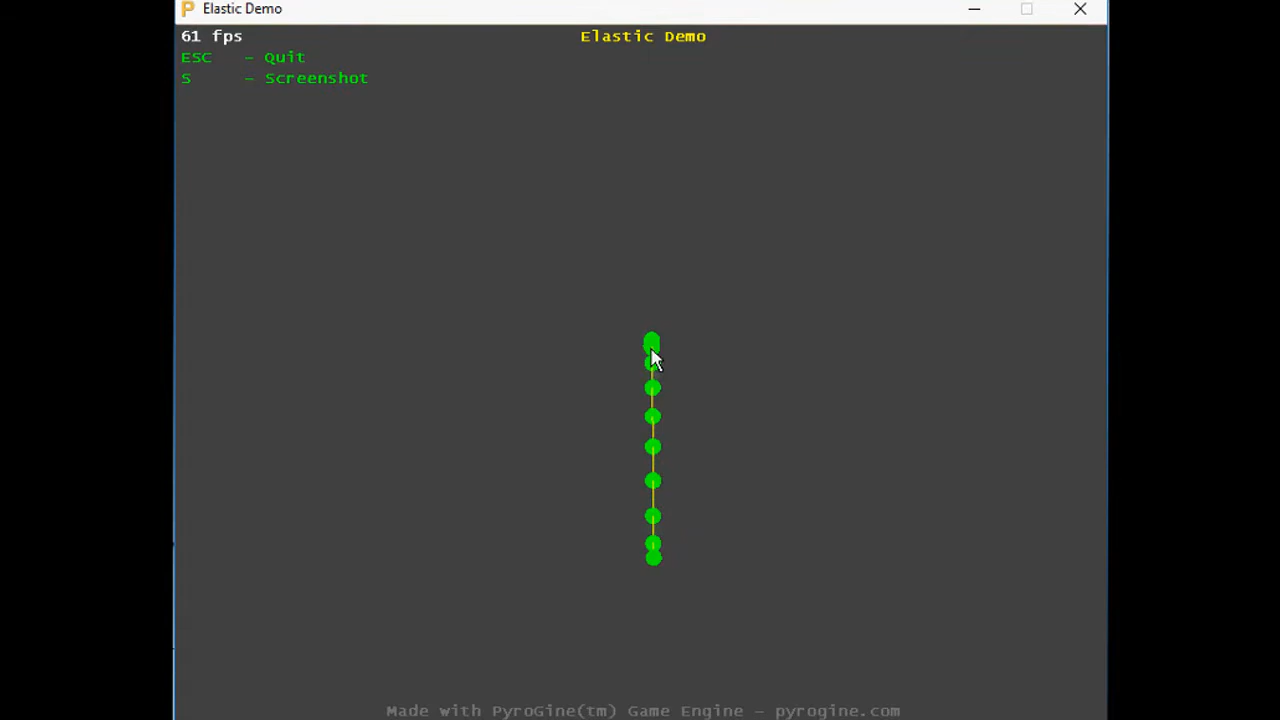 Elastic Demo
61 fps
Elastic Demo
ESC - Quit
S - Screenshot
Made with PyroGine(tm) Game Engine - pyrogine.com